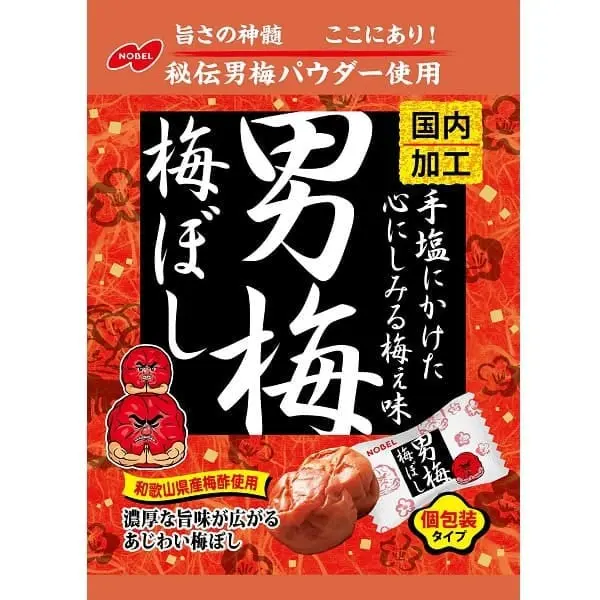 NOBEL
旨さの神髄 ここにあり!
秘伝男梅パウダー使用
国内
加工
男梅
梅ぼし
手塩にかけた
心にしみる梅え味
和歌山県産梅酢使用
濃厚な旨味が広がる
あじわい梅ぼし
NOBEL
男梅
梅ぼし
個包装
タイプ